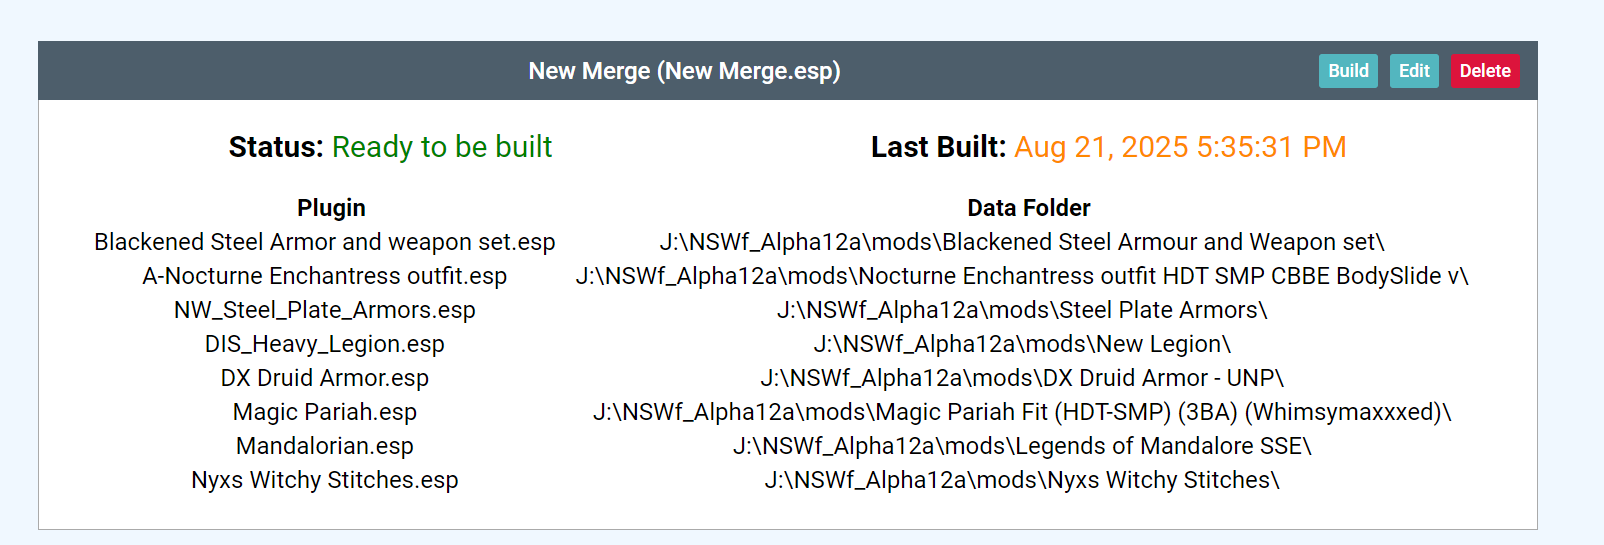 New Merge (New Merge.esp) Build Edit Delete
Status: Ready to be built Last Built: Aug 21, 2025 5:35:31 PM
Plugin Data Folder
Blackened Steel Armor and weapon set.esp J:\NSWf_Alpha12a\mods\Blackened Steel Armour and Weapon set\
A-Nocturne Enchantress outfit.esp J:\NSWf_Alpha12a\mods\Nocturne Enchantress outfit HDT SMP CBBE BodySlide v\
NW_Steel_Plate_Armors.esp J:\NSWf_Alpha12a\mods\Steel Plate Armors\
DIS_Heavy_Legion.esp J:\NSWf_Alpha12a\mods\New Legion\
DX Druid Armor.esp J:\NSWf_Alpha12a\mods\DX Druid Armor - UNP\
Magic Pariah.esp J:\NSWf_Alpha12a\mods\Magic Pariah Fit (HDT-SMP) (3BA) (Whimsymaxxxed)\
Mandalorian.esp J:\NSWf_Alpha12a\mods\Legends of Mandalore SSE\
Nyxs Witchy Stitches.esp J:\NSWf_Alpha12a\mods\Nyxs Witchy Stitches\